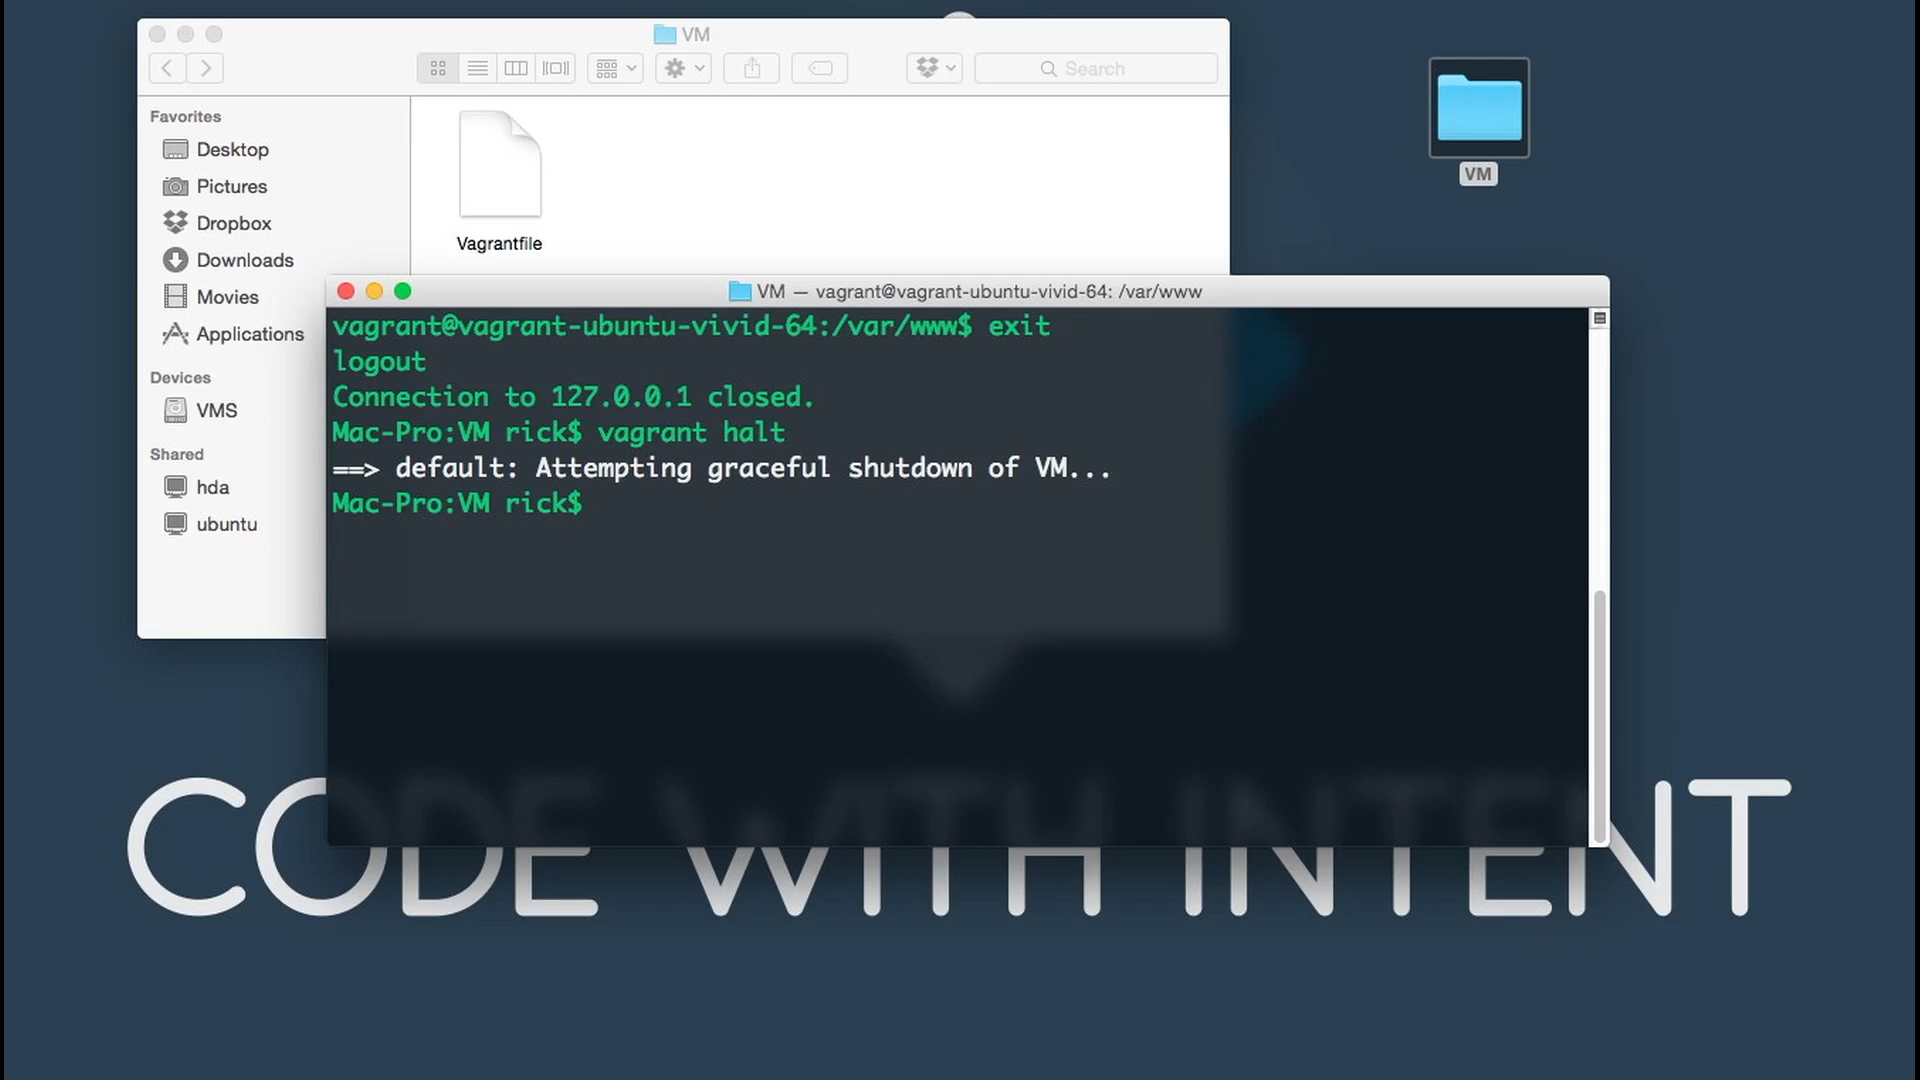 VM
Search
Favorites
Desktop
Pictures
Dropbox
Downloads
Movies
Applications
Devices
VMS
Shared
hda
ubuntu
Vagrantfile
VM
VM — vagrant@vagrant-ubuntu-vivid-64: /var/www
vagrant@vagrant-ubuntu-vivid-64:/var/www$ exit
logout
Connection to 127.0.0.1 closed.
Mac-Pro:VM rick$ vagrant halt
==> default: Attempting graceful shutdown of VM...
Mac-Pro:VM rick$
CODE WITH INTENT